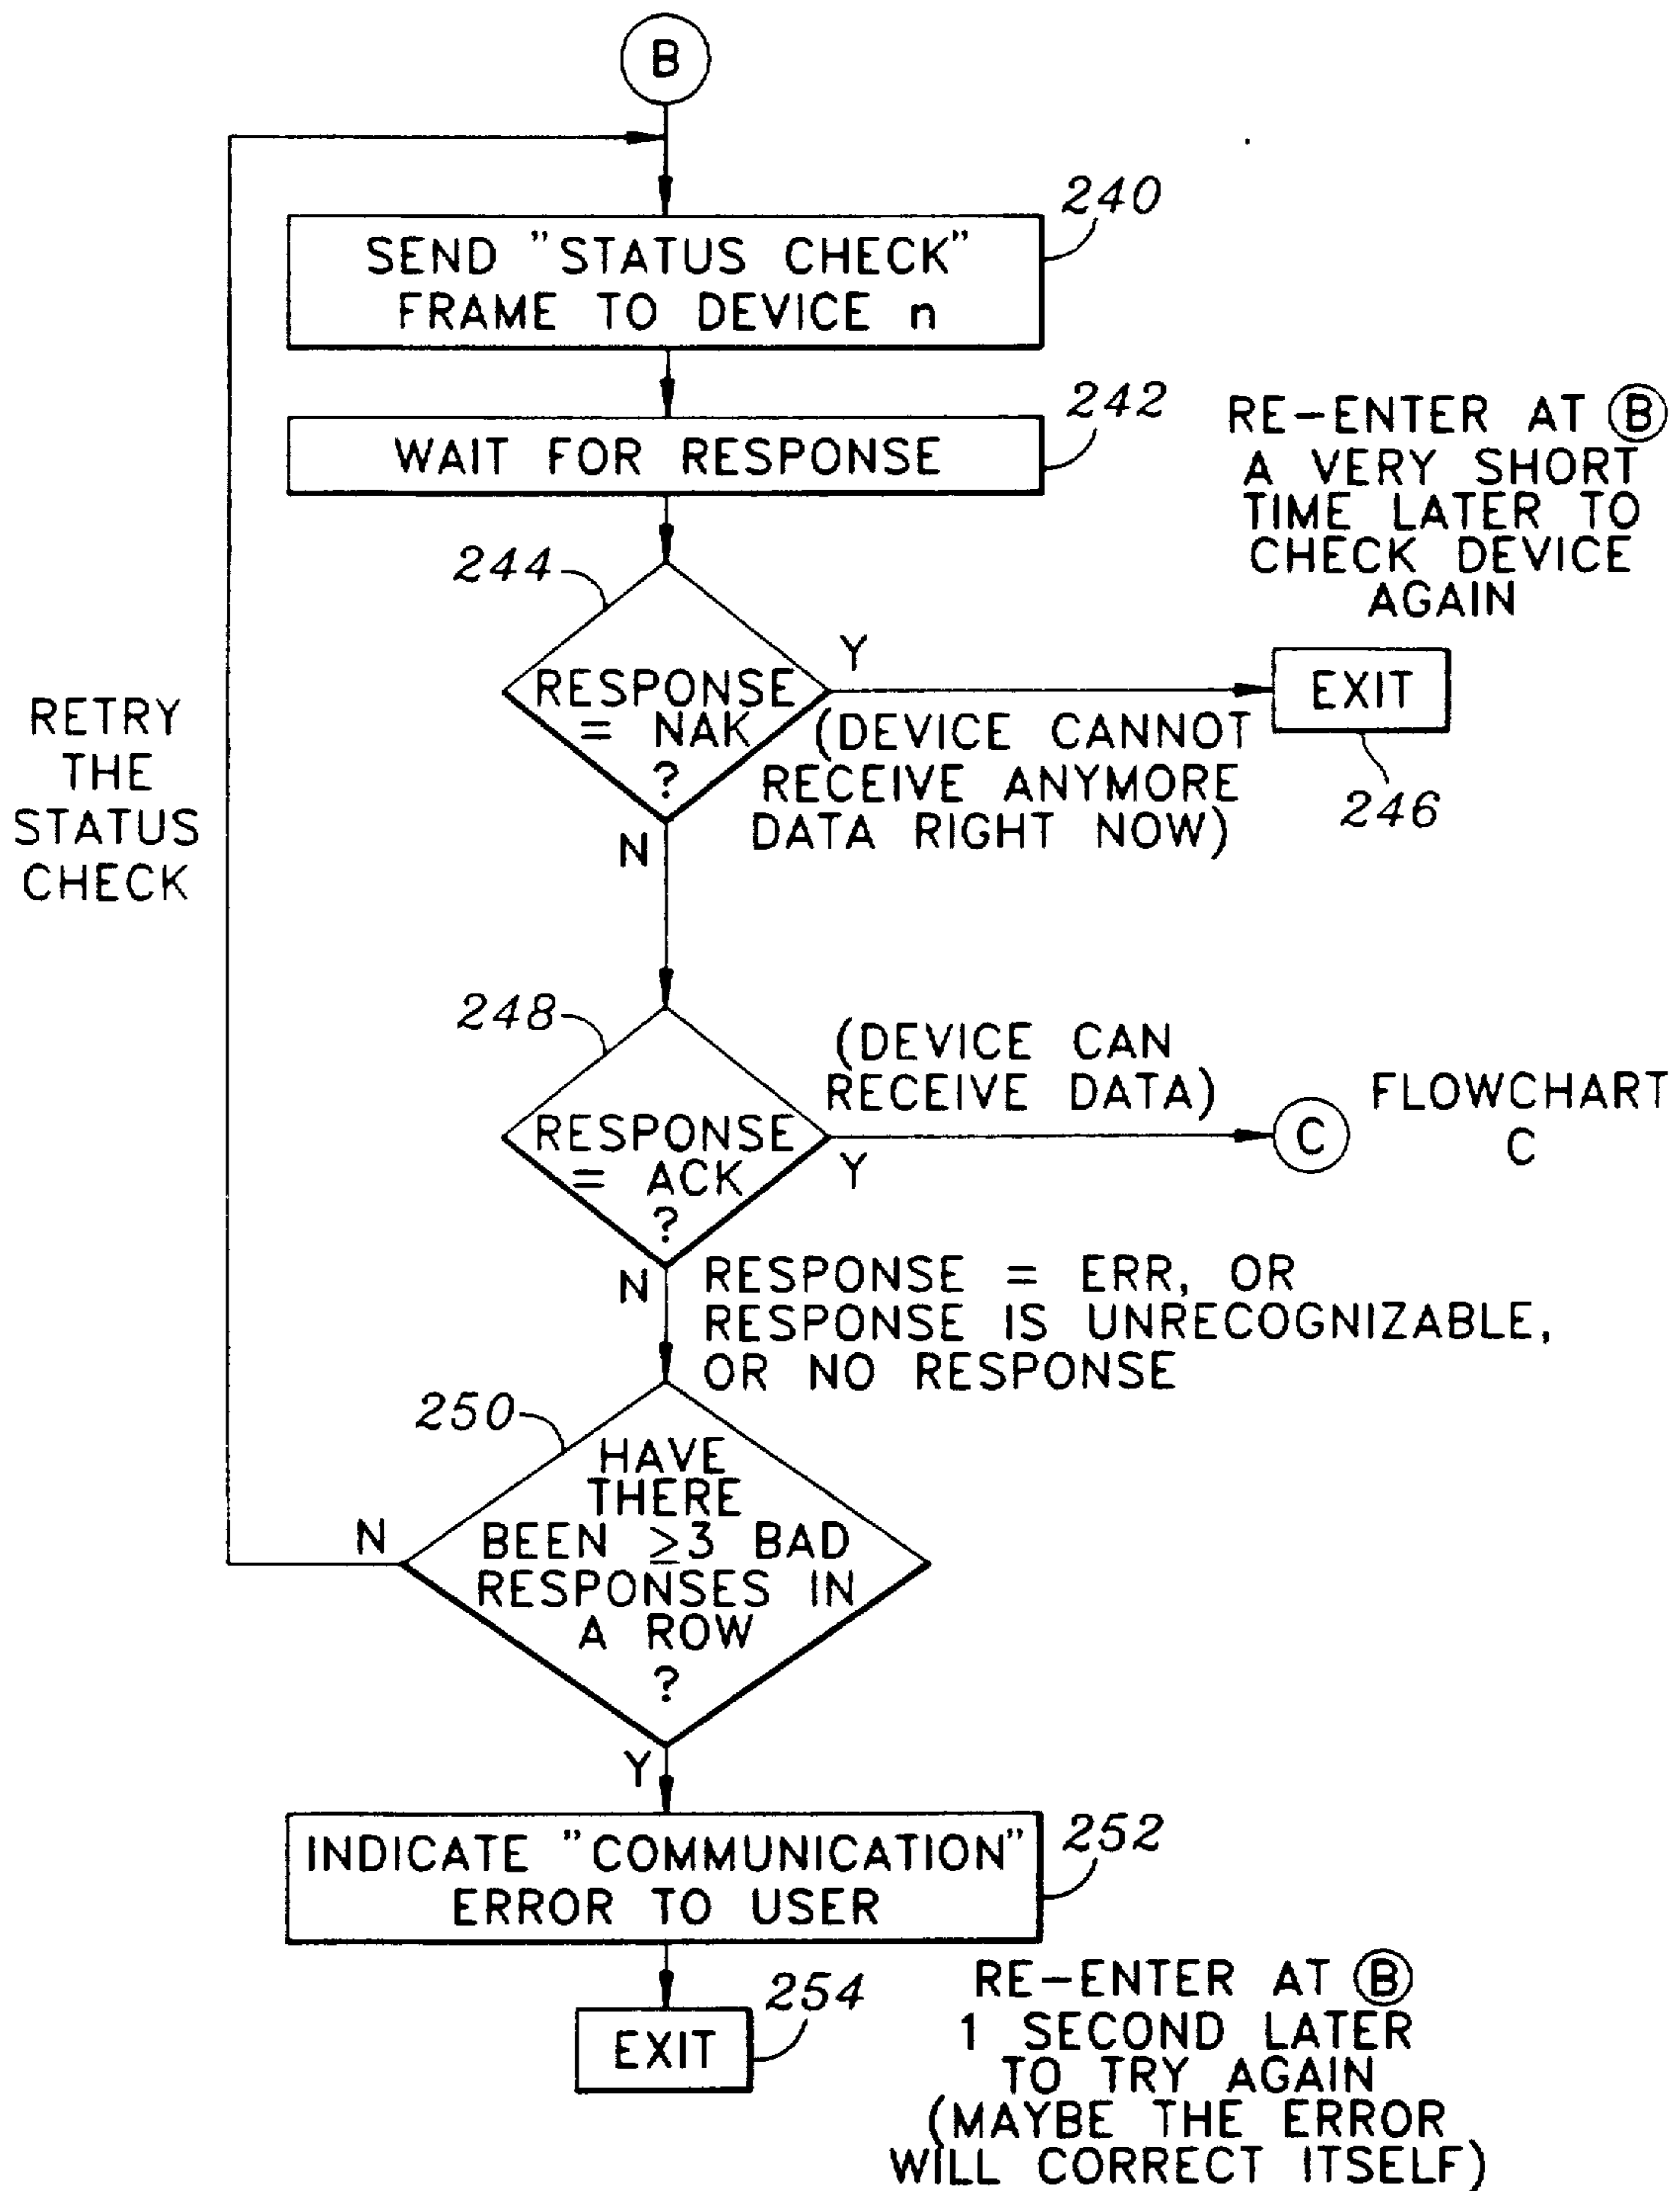 B
240
SEND "STATUS CHECK"
FRAME TO DEVICE n
242
WAIT FOR RESPONSE
RE-ENTER AT B
A VERY SHORT
TIME LATER TO
CHECK DEVICE
AGAIN
244
RESPONSE
= NAK
?
Y
(DEVICE CANNOT
RECEIVE ANYMORE
DATA RIGHT NOW)
EXIT
246
N
RETRY
THE
STATUS
CHECK
248
RESPONSE
= ACK
?
(DEVICE CAN
RECEIVE DATA)
Y
C
FLOWCHART
C
N
RESPONSE = ERR, OR
RESPONSE IS UNRECOGNIZABLE,
OR NO RESPONSE
250
HAVE
THERE
BEEN ≥3 BAD
RESPONSES IN
A ROW
?
N
Y
252
INDICATE "COMMUNICATION"
ERROR TO USER
254
EXIT
RE-ENTER AT B
1 SECOND LATER
TO TRY AGAIN
(MAYBE THE ERROR
WILL CORRECT ITSELF)